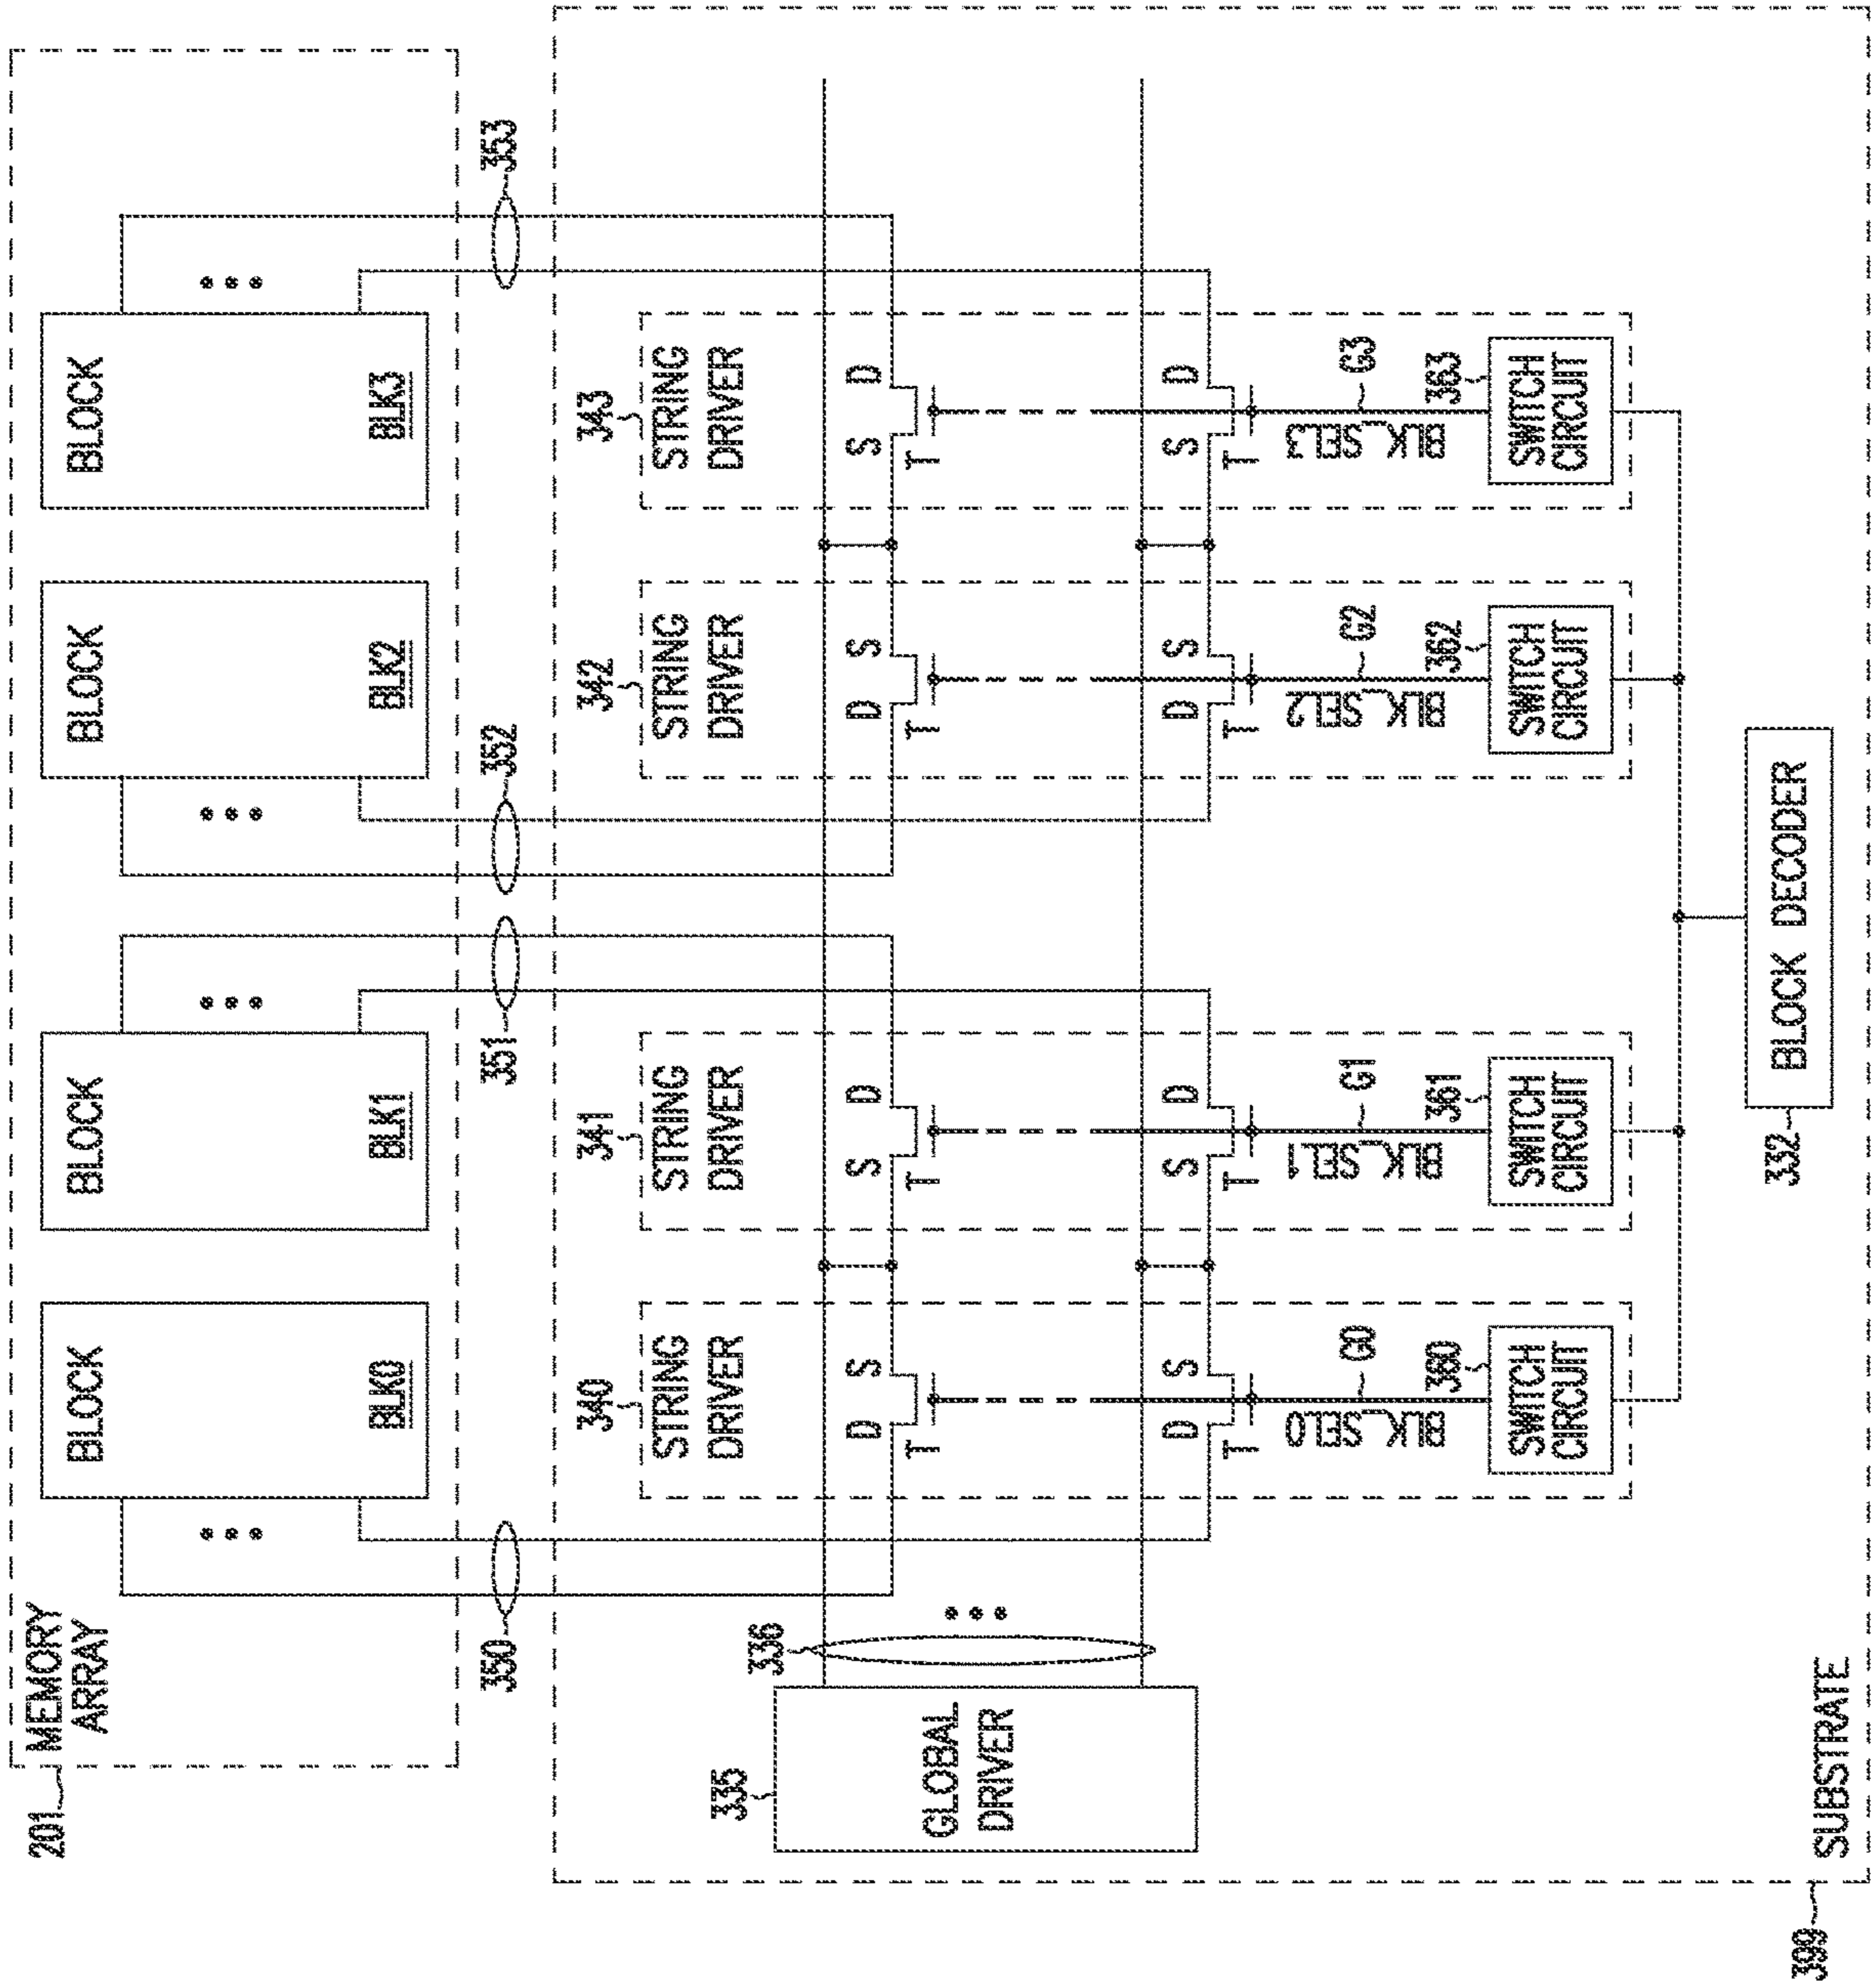 201
MEMORY
ARRAY
BLOCK
BLK0
BLOCK
BLK1
BLOCK
BLK2
BLOCK
BLK3
350
351
352
353
340
STRING
DRIVER
341
STRING
DRIVER
342
STRING
DRIVER
343
STRING
DRIVER
335
GLOBAL
DRIVER
336
D S
T
S D
T
D S
T
S D
T
D S
T
S D
T
D S
T
S D
T
BLK_SEL0
G0
BLK_SEL1
G1
BLK_SEL2
G2
BLK_SEL3
G3
360
SWITCH
CIRCUIT
361
SWITCH
CIRCUIT
362
SWITCH
CIRCUIT
363
SWITCH
CIRCUIT
332
BLOCK DECODER
399
SUBSTRATE